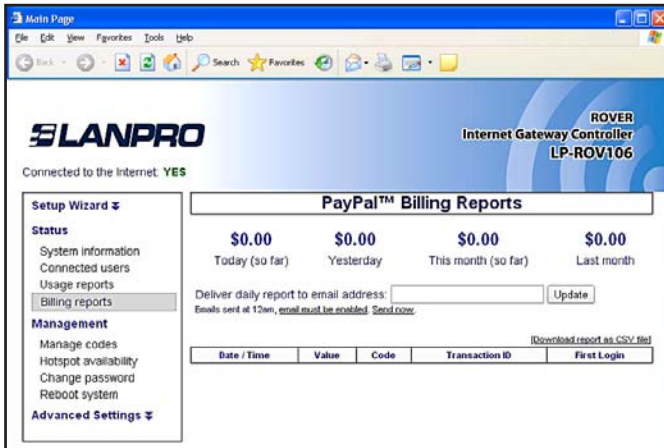 Main Page
File Edit View Favorites Tools Help
Back Search Favorites
LANPRO
ROVER
Internet Gateway Controller
LP-ROV106
Connected to the Internet: YES
Setup Wizard
Status
System information
Connected users
Usage reports
Billing reports
Management
Manage codes
Hotspot availability
Change password
Reboot system
Advanced Settings
PayPal™ Billing Reports
$0.00 $0.00 $0.00 $0.00
Today (so far) Yesterday This month (so far) Last month
Deliver daily report to email address: Update
Emails sent at 12am, email must be enabled. Send now.
[Download report as CSV file]
Date / Time Value Code Transaction ID First Login